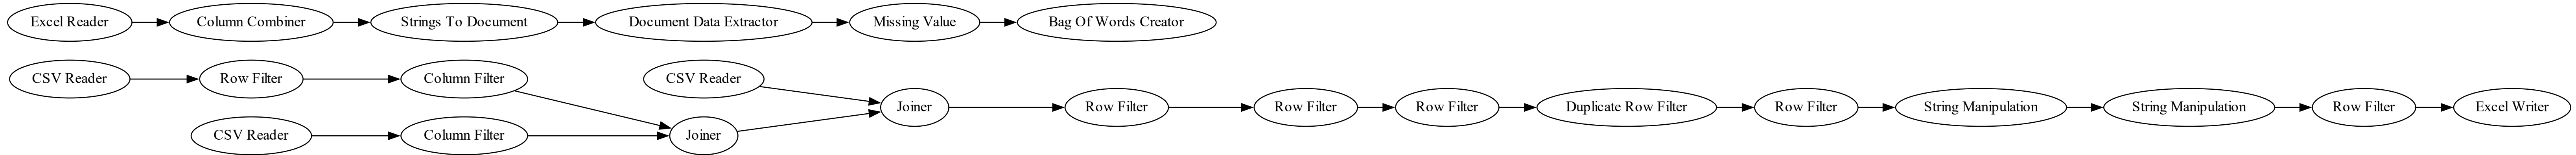 Excel Reader
Column Combiner
Strings To Document
Document Data Extractor
Missing Value
Bag Of Words Creator
CSV Reader
Row Filter
Column Filter
CSV Reader
CSV Reader
Column Filter
Joiner
Joiner
Row Filter
Row Filter
Row Filter
Duplicate Row Filter
Row Filter
String Manipulation
String Manipulation
Row Filter
Excel Writer